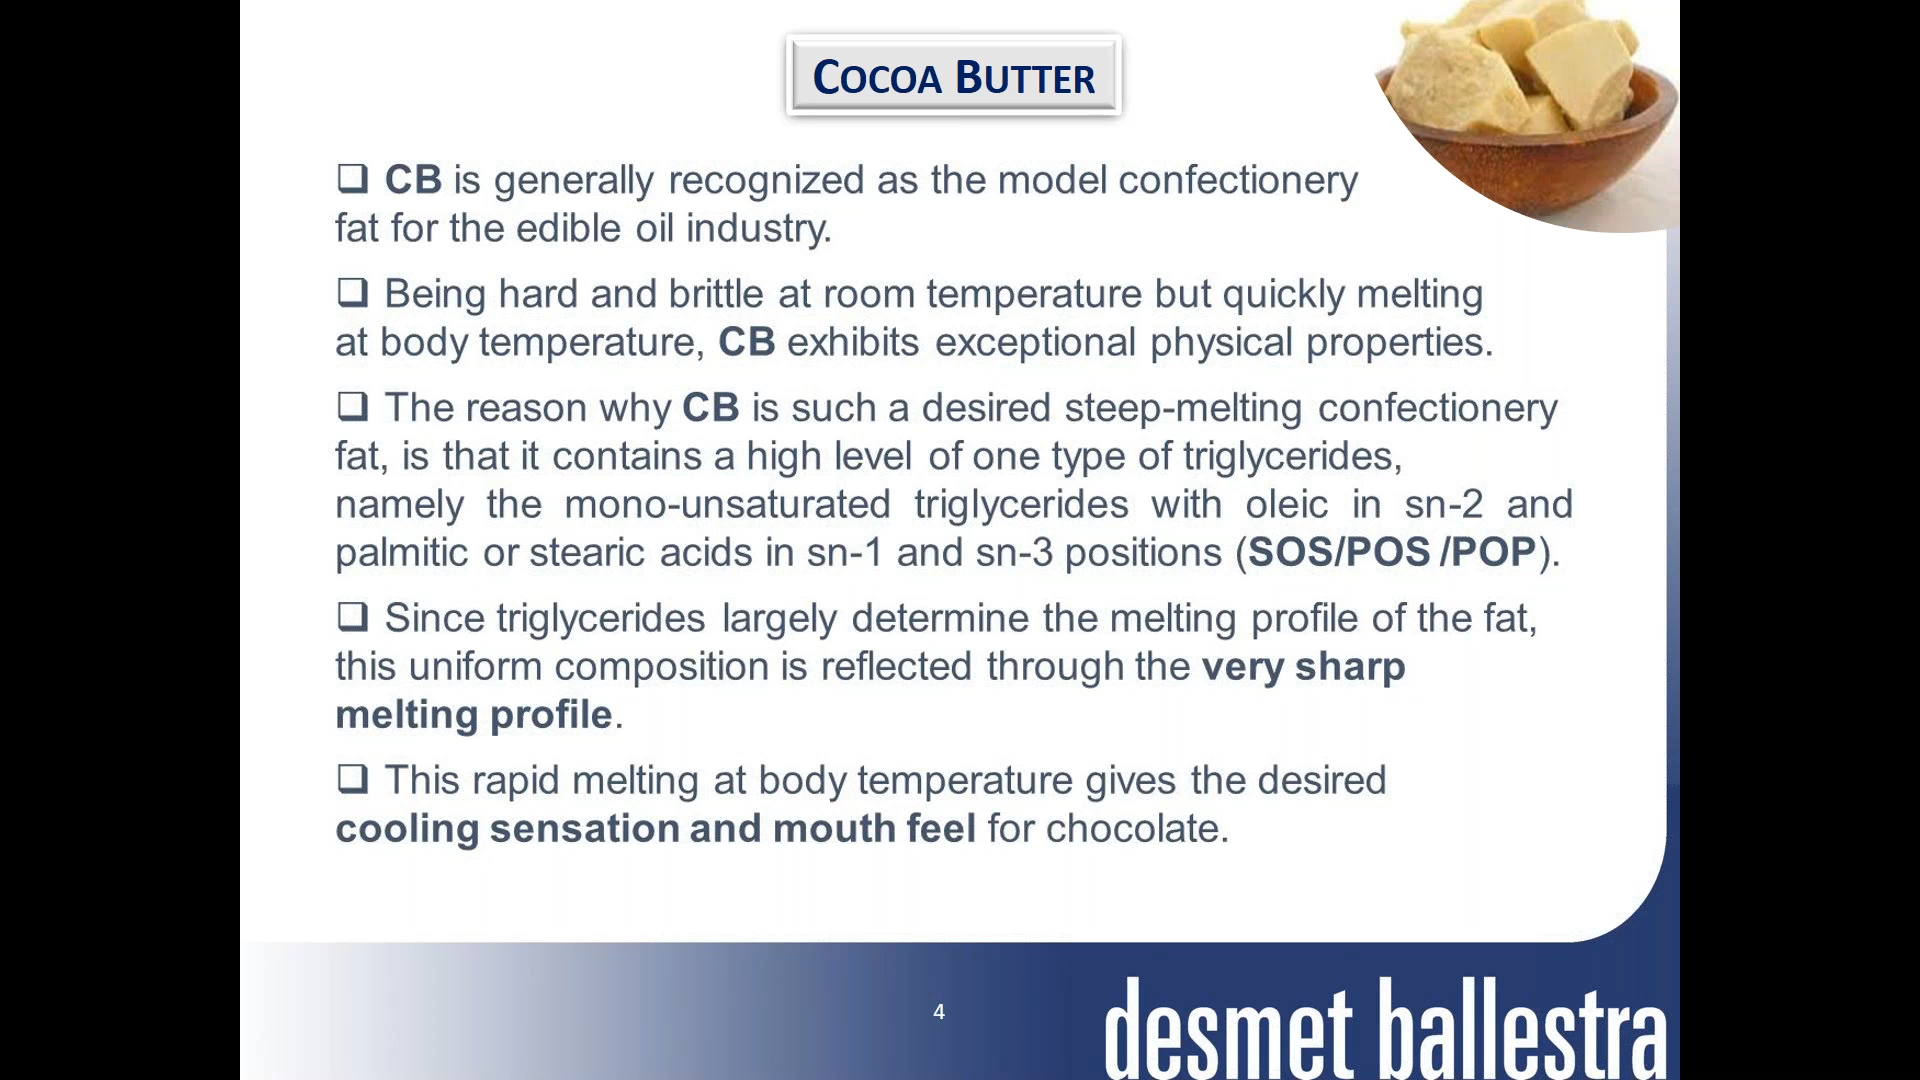 COCOA BUTTER
❑ CB is generally recognized as the model confectionery
fat for the edible oil industry.
❑ Being hard and brittle at room temperature but quickly melting
at body temperature, CB exhibits exceptional physical properties.
❑ The reason why CB is such a desired steep-melting confectionery
fat, is that it contains a high level of one type of triglycerides,
namely the mono-unsaturated triglycerides with oleic in sn-2 and
palmitic or stearic acids in sn-1 and sn-3 positions (SOS/POS /POP).
❑ Since triglycerides largely determine the melting profile of the fat,
this uniform composition is reflected through the very sharp
melting profile.
❑ This rapid melting at body temperature gives the desired
cooling sensation and mouth feel for chocolate.
4
desmet ballestra